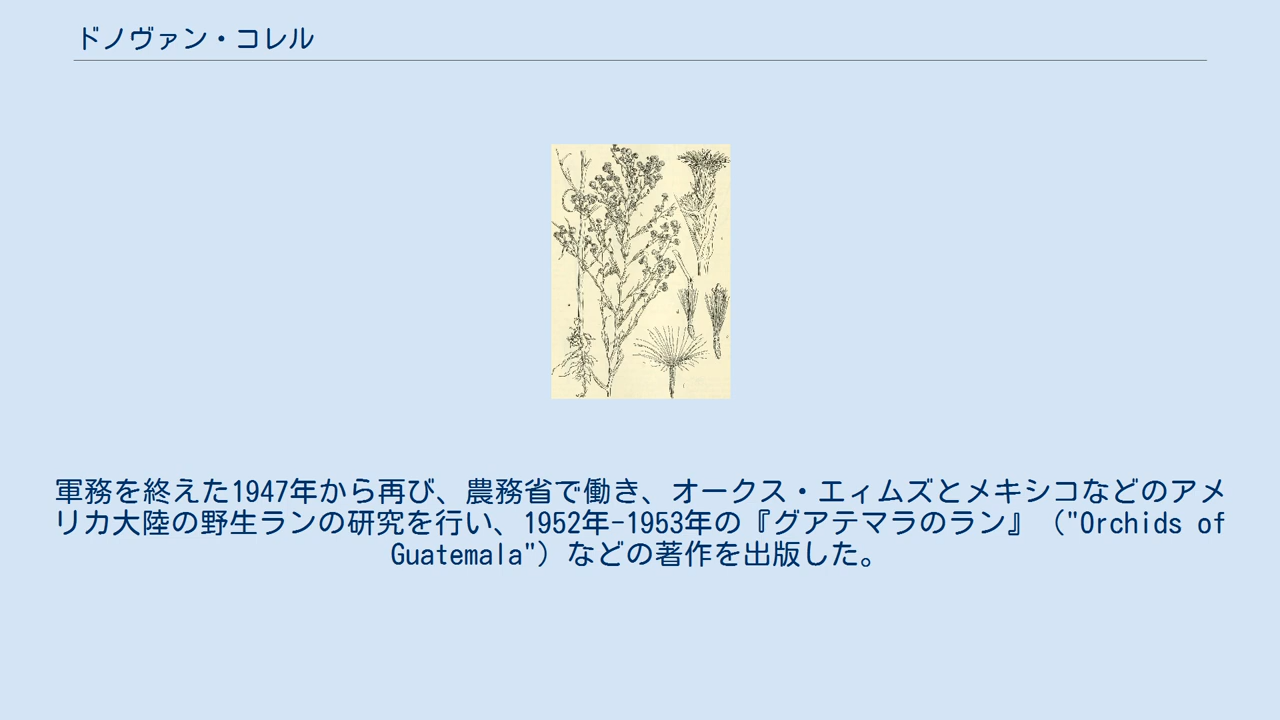 ドノヴァン・コレル
軍務を終えた1947年から再び、農務省で働き、オークス・エィムズとメキシコなどのアメ
リカ大陸の野生ランの研究を行い、1952年-1953年の『グアテマラのラン』（"Orchids of
Guatemala"）などの著作を出版した。